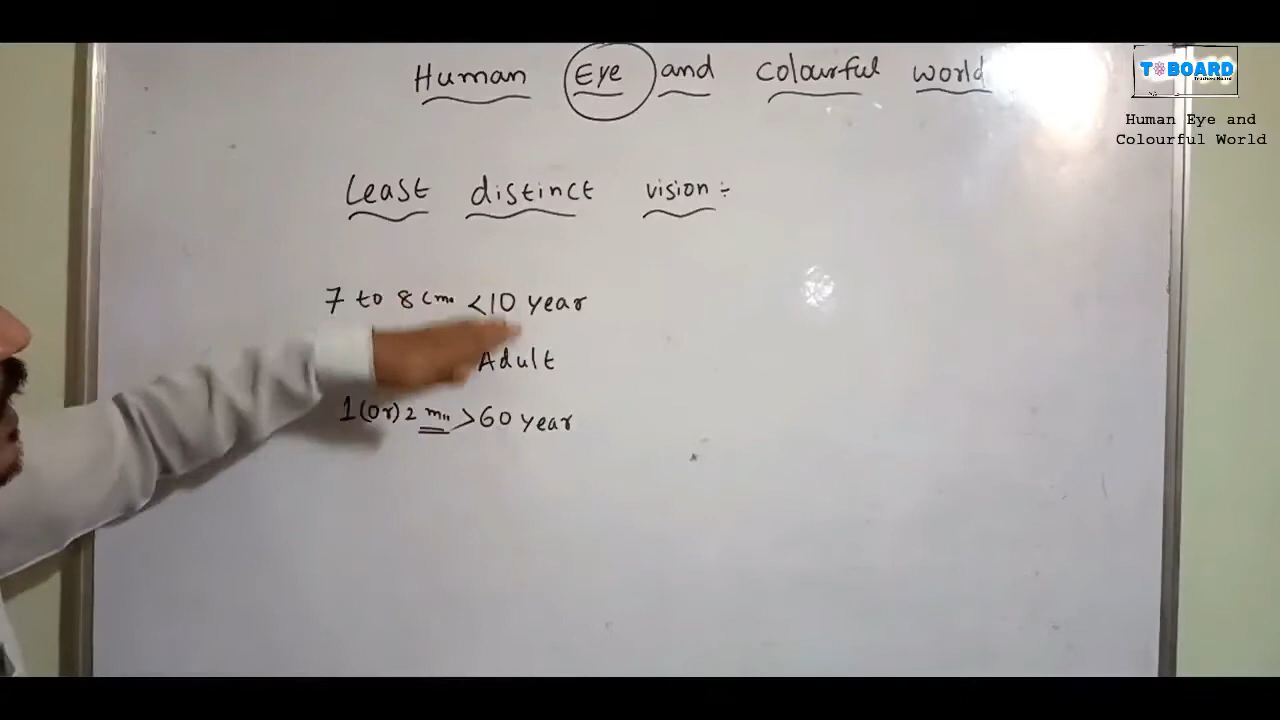 Human Eye and Colourful World
T BOARD
Human Eye and
Colourful World
Least distinct vision :-
7 to 8 cm <10 year
Adult
1(or) 2 m >60 year